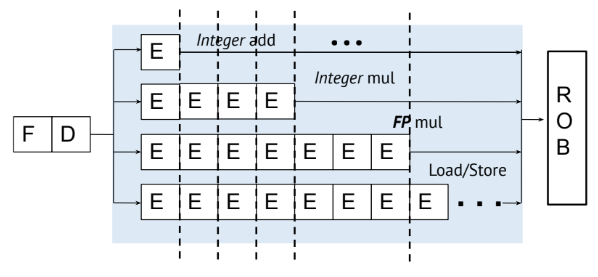 E Integer add
E E E E Integer mul
F D
E E E E E E E FP mul
E E E E E E E E Load/Store
R
O
B